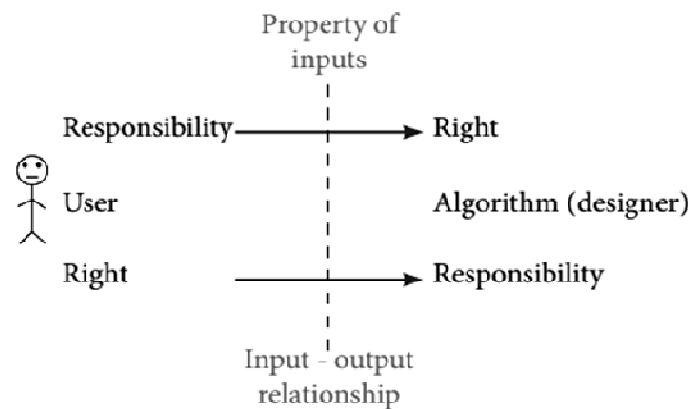 Property of
inputs
Responsibility Right
User Algorithm (designer)
Right Responsibility
Input - output
relationship